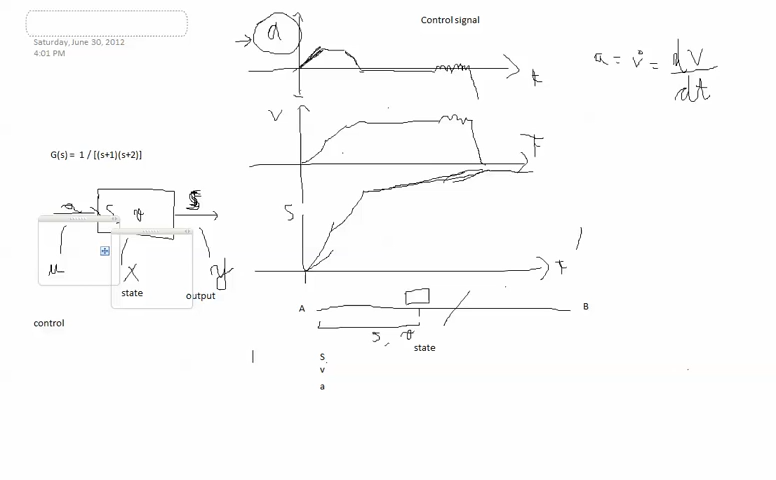 Saturday, June 30, 2012
4:01 PM
Control signal
a
t
a = v̇ = dv
dt
V
G(s) = 1 / [(s+1)(s+2)]
F
S
a
S,
v
S
t
u
X
y
state
output
A
B
S, v
state
control
S
v
a